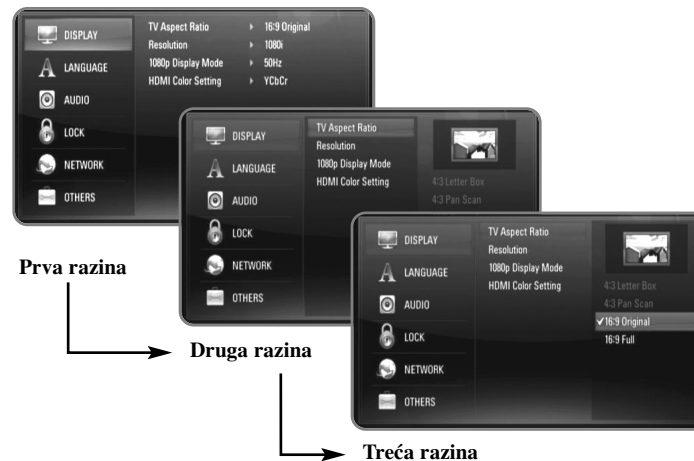 DISPLAY
LANGUAGE
AUDIO
LOCK
NETWORK
OTHERS
TV Aspect Ratio 16:9 Original
Resolution 1080i
1080p Display Mode 50Hz
HDMI Color Setting YCbCr
DISPLAY
LANGUAGE
AUDIO
LOCK
NETWORK
OTHERS
TV Aspect Ratio
Resolution
1080p Display Mode
HDMI Color Setting
4:3 Letter Box
4:3 Pan Scan
DISPLAY
LANGUAGE
AUDIO
LOCK
NETWORK
OTHERS
TV Aspect Ratio
Resolution
1080p Display Mode
HDMI Color Setting
4:3 Letter Box
4:3 Pan Scan
✓16:9 Original
16:9 Full
Prva razina
Druga razina
Treća razina